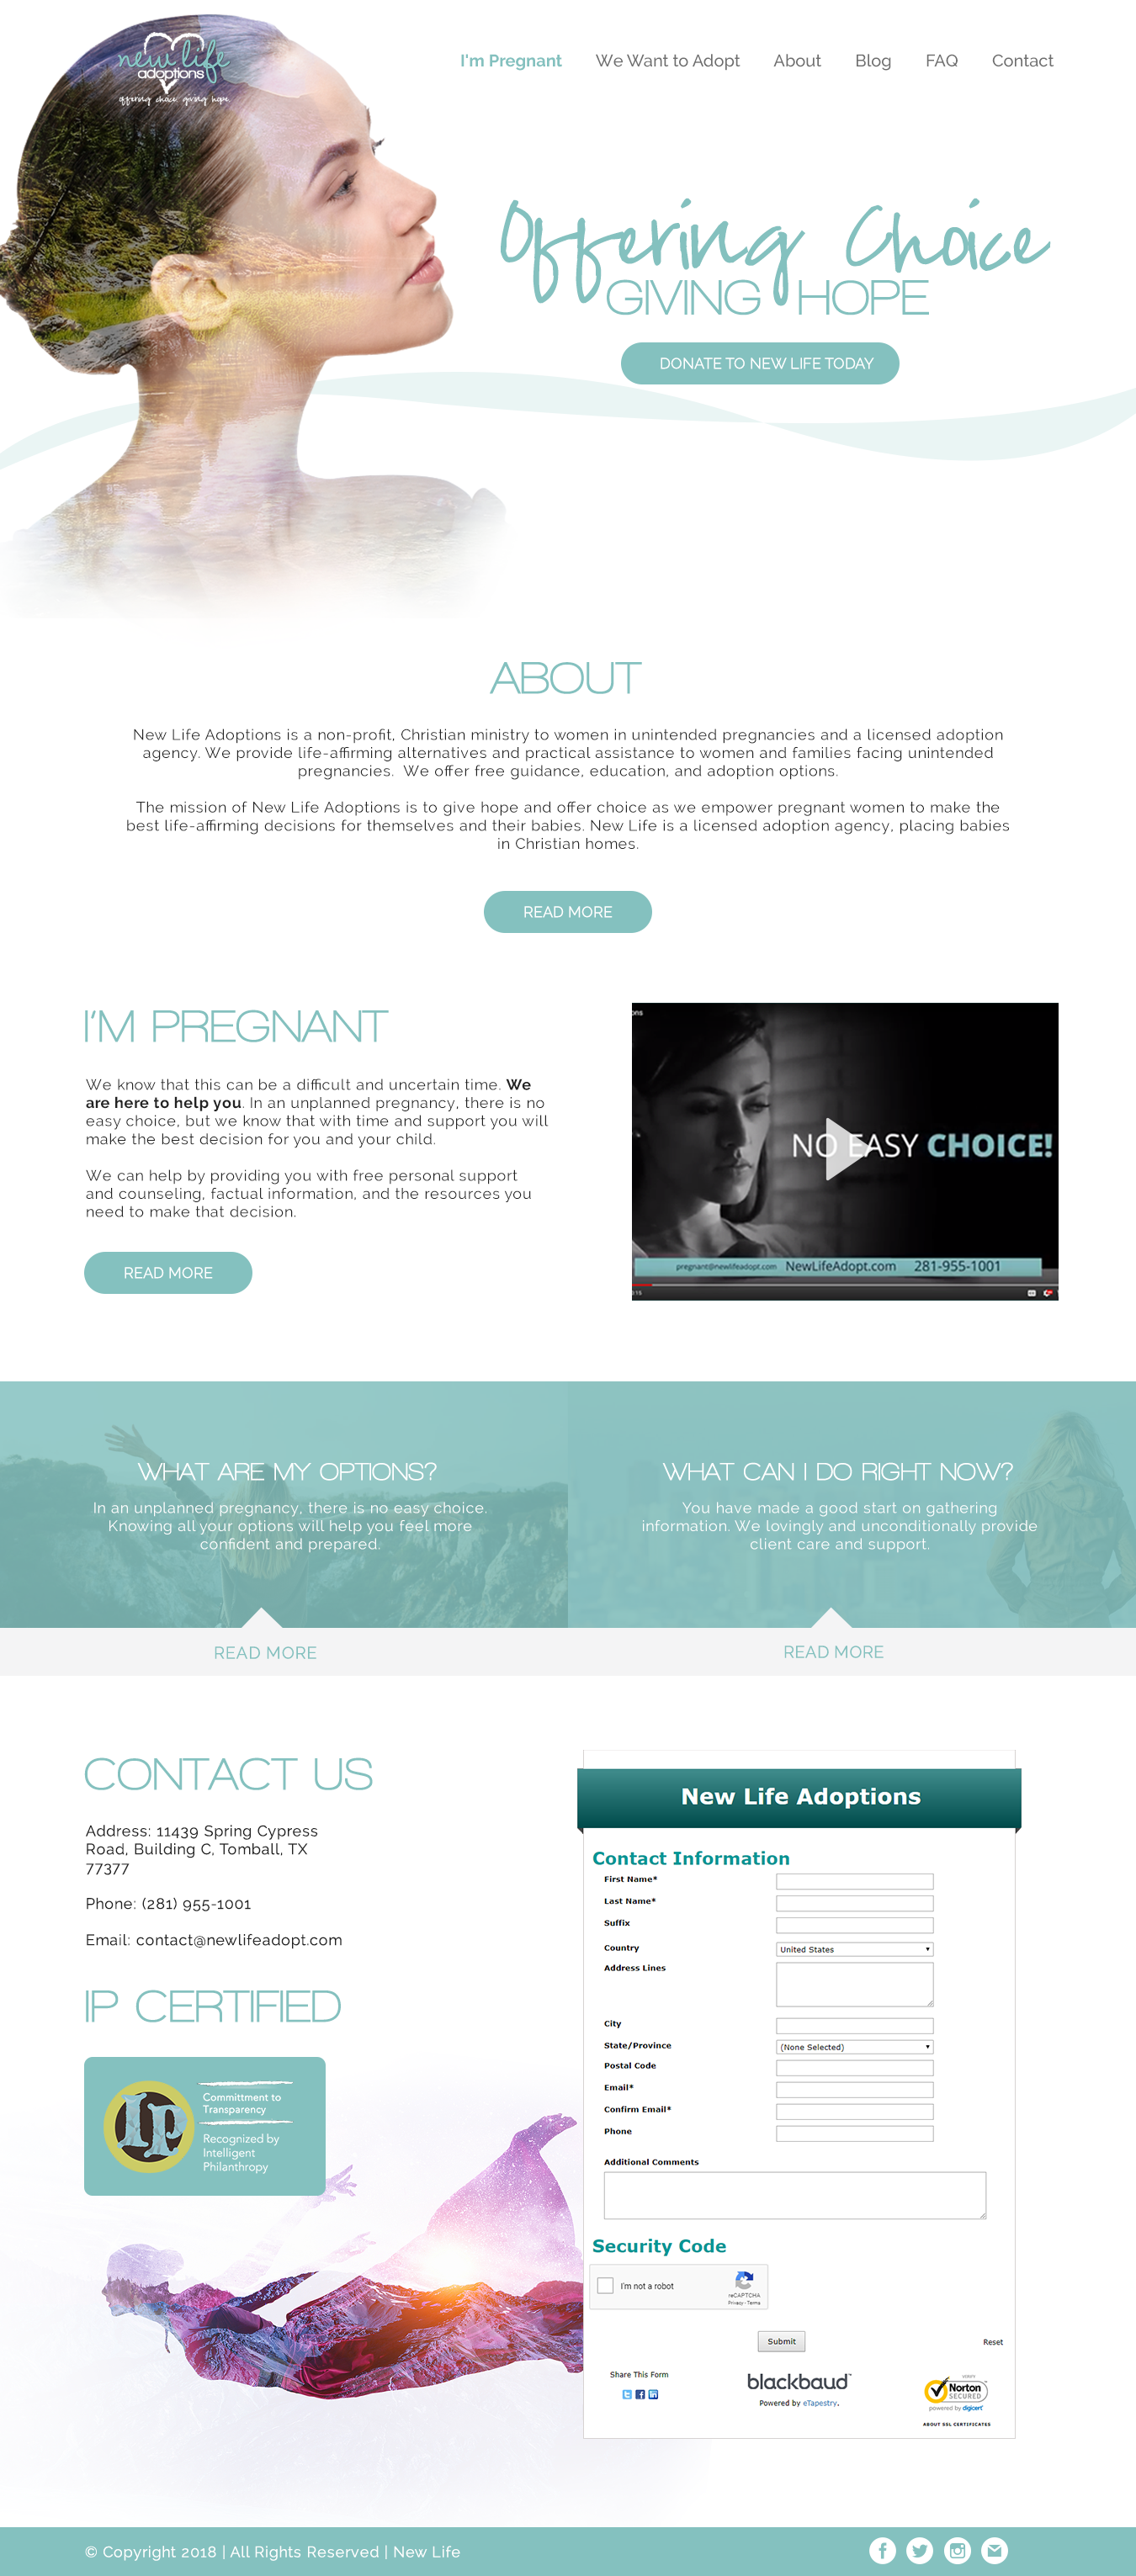 new life
adoptions
offering choice. giving hope.
I'm Pregnant We Want to Adopt About Blog FAQ Contact
Offering Choice
GIVING HOPE
DONATE TO NEW LIFE TODAY
ABOUT
New Life Adoptions is a non-profit, Christian ministry to women in unintended pregnancies and a licensed adoption
agency. We provide life-affirming alternatives and practical assistance to women and families facing unintended
pregnancies. We offer free guidance, education, and adoption options.
The mission of New Life Adoptions is to give hope and offer choice as we empower pregnant women to make the
best life-affirming decisions for themselves and their babies. New Life is a licensed adoption agency, placing babies
in Christian homes.
READ MORE
I'M PREGNANT
We know that this can be a difficult and uncertain time. We
are here to help you. In an unplanned pregnancy, there is no
easy choice, but we know that with time and support you will
make the best decision for you and your child.
We can help by providing you with free personal support
and counseling, factual information, and the resources you
need to make that decision.
READ MORE
ons
NO EASY CHOICE!
pregnant@newlifeadopt.com NewLifeAdopt.com 281-955-1001
0:15
WHAT ARE MY OPTIONS?
In an unplanned pregnancy, there is no easy choice.
Knowing all your options will help you feel more
confident and prepared.
READ MORE
WHAT CAN I DO RIGHT NOW?
You have made a good start on gathering
information. We lovingly and unconditionally provide
client care and support.
READ MORE
CONTACT US
Address: 11439 Spring Cypress
Road, Building C, Tomball, TX
77377
Phone: (281) 955-1001
Email: contact@newlifeadopt.com
IP CERTIFIED
Ip
Committment to
Transparency
Recognized by
Intelligent
Philanthropy
New Life Adoptions
Contact Information
First Name*
Last Name*
Suffix
Country United States
Address Lines
City
State/Province (None Selected)
Postal Code
Email*
Confirm Email*
Phone
Additional Comments
Security Code
I'm not a robot
reCAPTCHA
Privacy - Terms
Submit
Reset
Share This Form
blackbaud™
Powered by eTapestry.
Norton
SECURED
powered by digicert
ABOUT SSL CERTIFICATES
© Copyright 2018 | All Rights Reserved | New Life